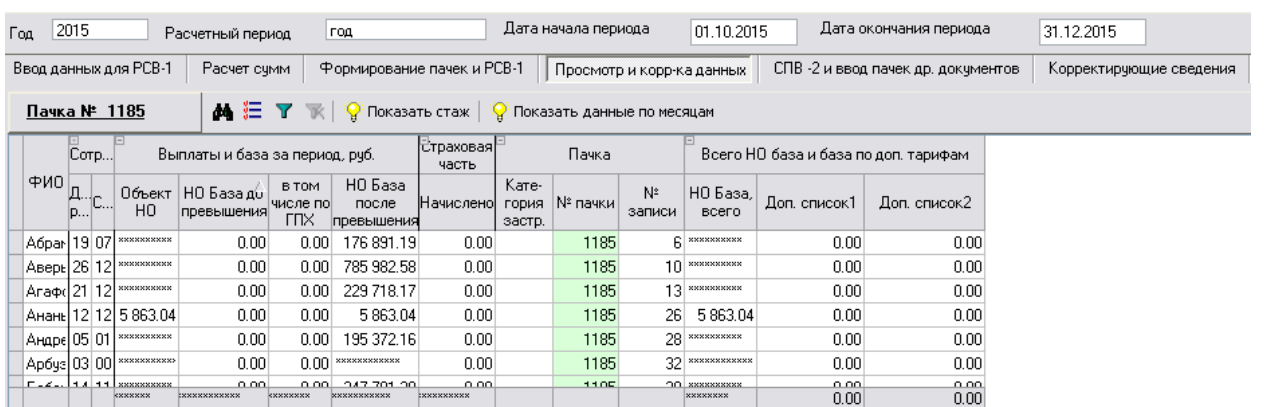 Год 2015 Расчетный период год Дата начала периода 01.10.2015 Дата окончания периода 31.12.2015
Ввод данных для РСВ-1 Расчет сумм Формирование пачек и РСВ-1 Просмотр и корр-ка данных СПВ -2 и ввод пачек др. документов Корректирующие сведения
Пачка № 1185 Показать стаж Показать данные по месяцам
Сотр... Выплаты и база за период, руб. Страховая часть Пачка Всего НО база и база по доп. тарифам
ФИО Д... р... С... Объект НО НО База до превышения в том числе по ГПХ НО База после превышения Начислено Кате-гория застр. № пачки № записи НО База, всего Доп. список1 Доп. список2
Абрам 19 07 ********** 0.00 0.00 176 891.19 0.00 1185 6 ********** 0.00 0.00
Аверь 26 12 ********** 0.00 0.00 785 982.58 0.00 1185 10 ********** 0.00 0.00
Агафо 21 12 ********** 0.00 0.00 229 718.17 0.00 1185 13 ********** 0.00 0.00
Анань 12 12 5 863.04 0.00 0.00 5 863.04 0.00 1185 26 5 863.04 0.00 0.00
Андре 05 01 ********** 0.00 0.00 195 372.16 0.00 1185 28 ********** 0.00 0.00
Арбуз 03 00 *********** 0.00 0.00 ************ 0.00 1185 32 ************ 0.00 0.00
******* *********** ******** *********** ********* ******** 0.00 0.00